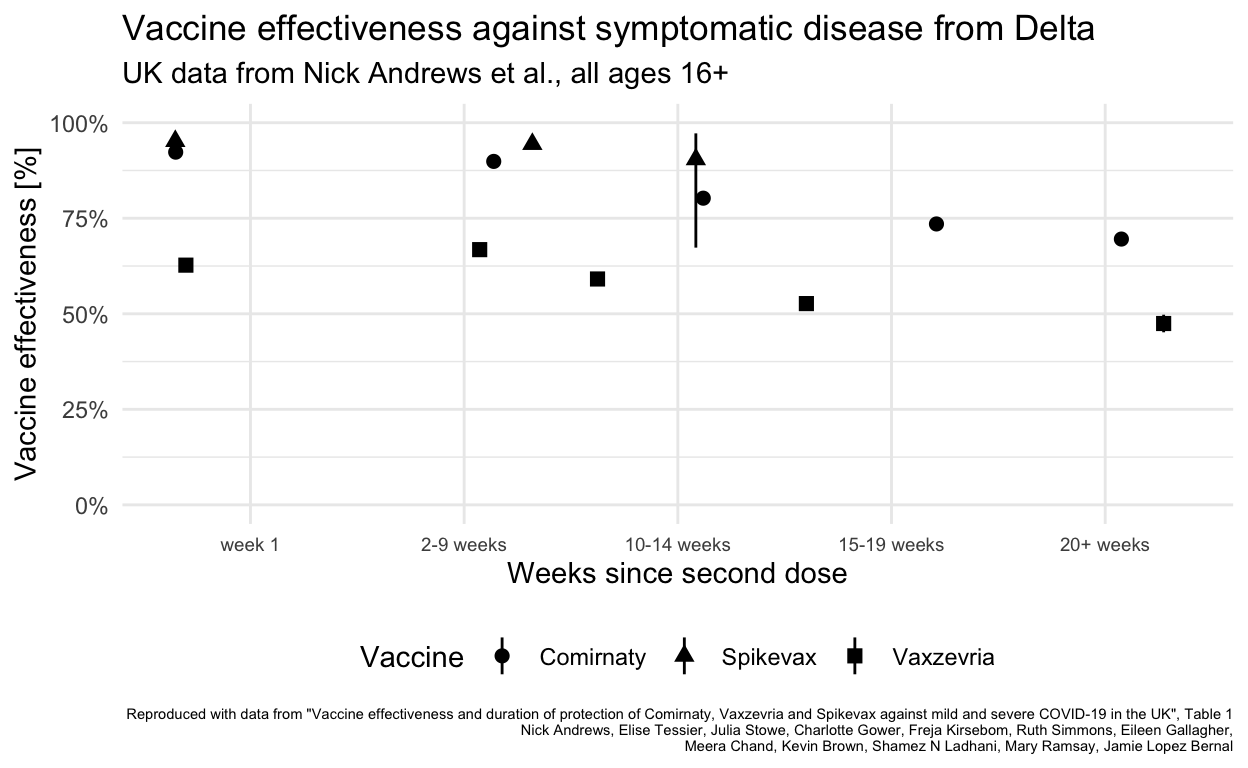 Vaccine effectiveness against symptomatic disease from Delta
UK data from Nick Andrews et al., all ages 16+
Vaccine effectiveness [%]
100%
75%
50%
25%
0%
week 1
2-9 weeks
10-14 weeks
15-19 weeks
20+ weeks
Weeks since second dose
Vaccine
Comirnaty
Spikevax
Vaxzevria
Reproduced with data from "Vaccine effectiveness and duration of protection of Comirnaty, Vaxzevria and Spikevax against mild and severe COVID-19 in the UK", Table 1
Nick Andrews, Elise Tessier, Julia Stowe, Charlotte Gower, Freja Kirsebom, Ruth Simmons, Eileen Gallagher,
Meera Chand, Kevin Brown, Shamez N Ladhani, Mary Ramsay, Jamie Lopez Bernal